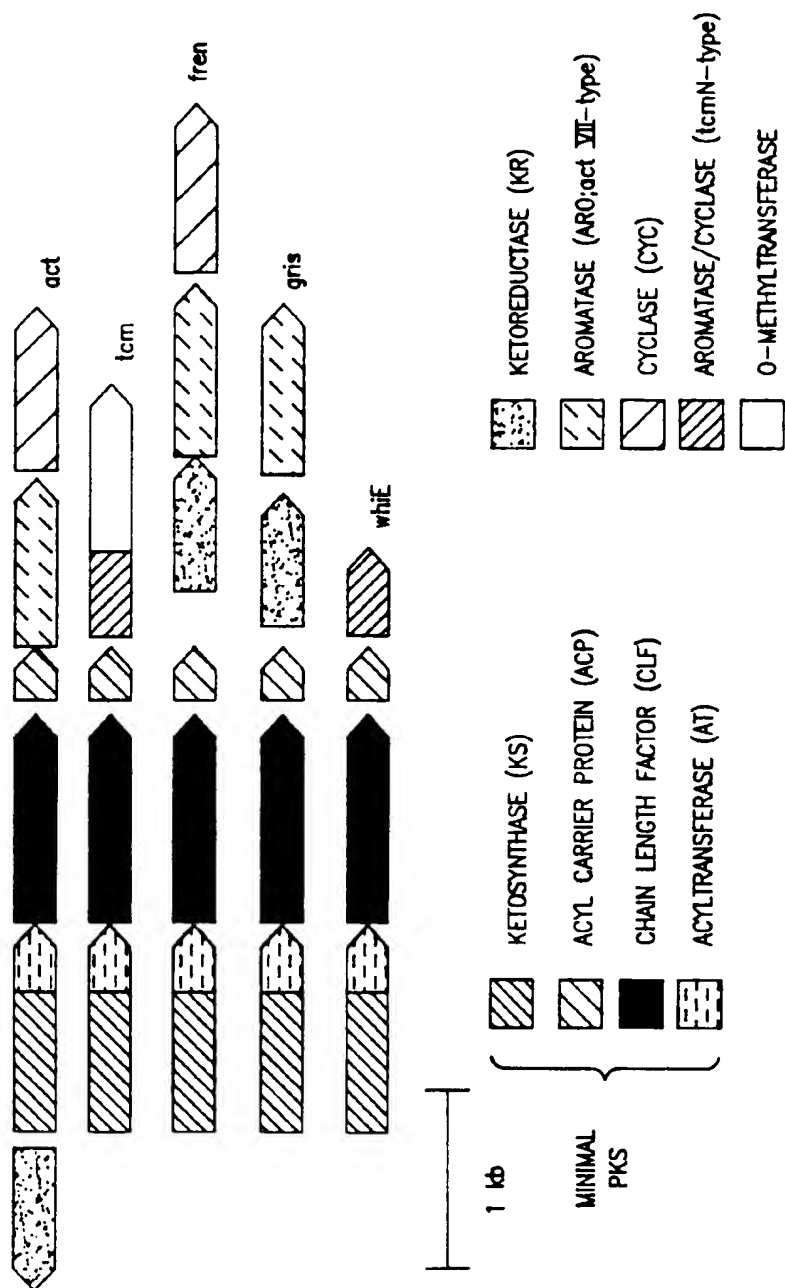 act
tcm
fren
gris
whiE
1 kb
MINIMAL
PKS
KETOSYNTHASE (KS)
ACYL CARRIER PROTEIN (ACP)
CHAIN LENGTH FACTOR (CLF)
ACYLTRANSFERASE (AT)
KETOREDUCTASE (KR)
AROMATASE (ARO;act VII-type)
CYCLASE (CYC)
AROMATASE/CYCLASE (tcmN-type)
O-METHYLTRANSFERASE